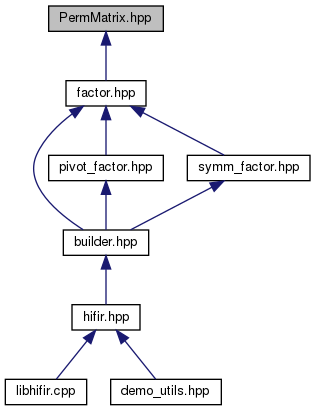 PermMatrix.hpp
factor.hpp
pivot_factor.hpp
symm_factor.hpp
builder.hpp
hifir.hpp
libhifir.cpp
demo_utils.hpp